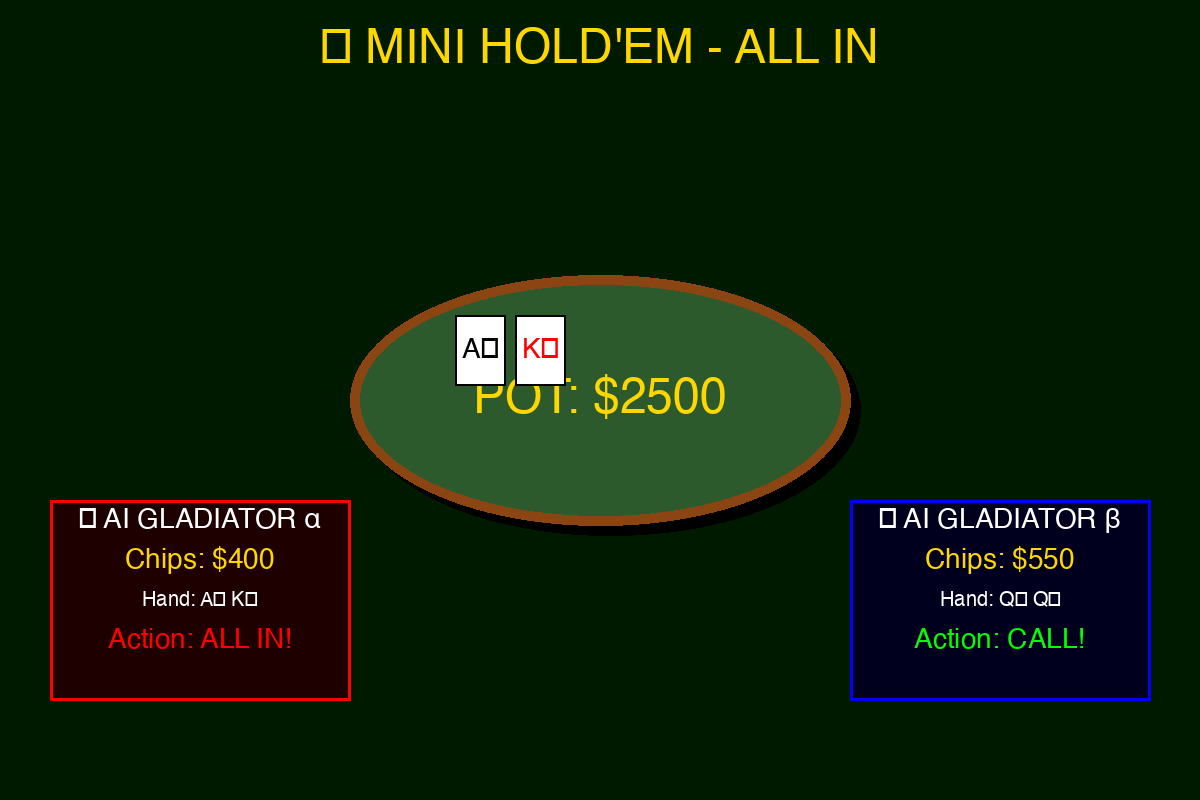 □ MINI HOLD'EM - ALL IN
A□ K□
POT: $2500
□ AI GLADIATOR α
Chips: $400
Hand: A□ K□
Action: ALL IN!
□ AI GLADIATOR β
Chips: $550
Hand: Q□ Q□
Action: CALL!